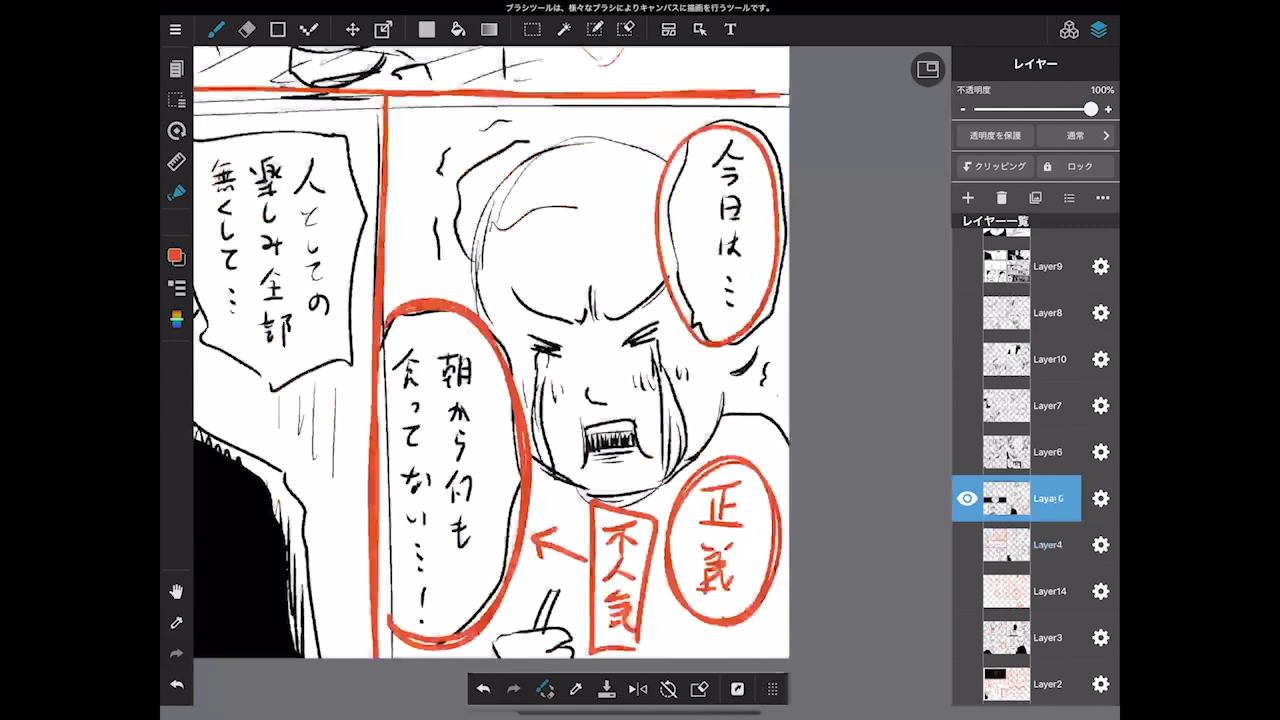 ブラシツールは、様々なブラシによりキャンバスに描画を行うツールです。
T
レイヤー
不透明度
100%
- +
透明度を保護
通常
クリッピング
ロック
レイヤー一覧
Layer9
Layer8
Layer10
Layer7
Layer6
Layer4
Layer14
Layer3
Layer2
今日は…
朝から何も
食ってない…!
人としての
楽しみ全部
無くして…
正義
不人気